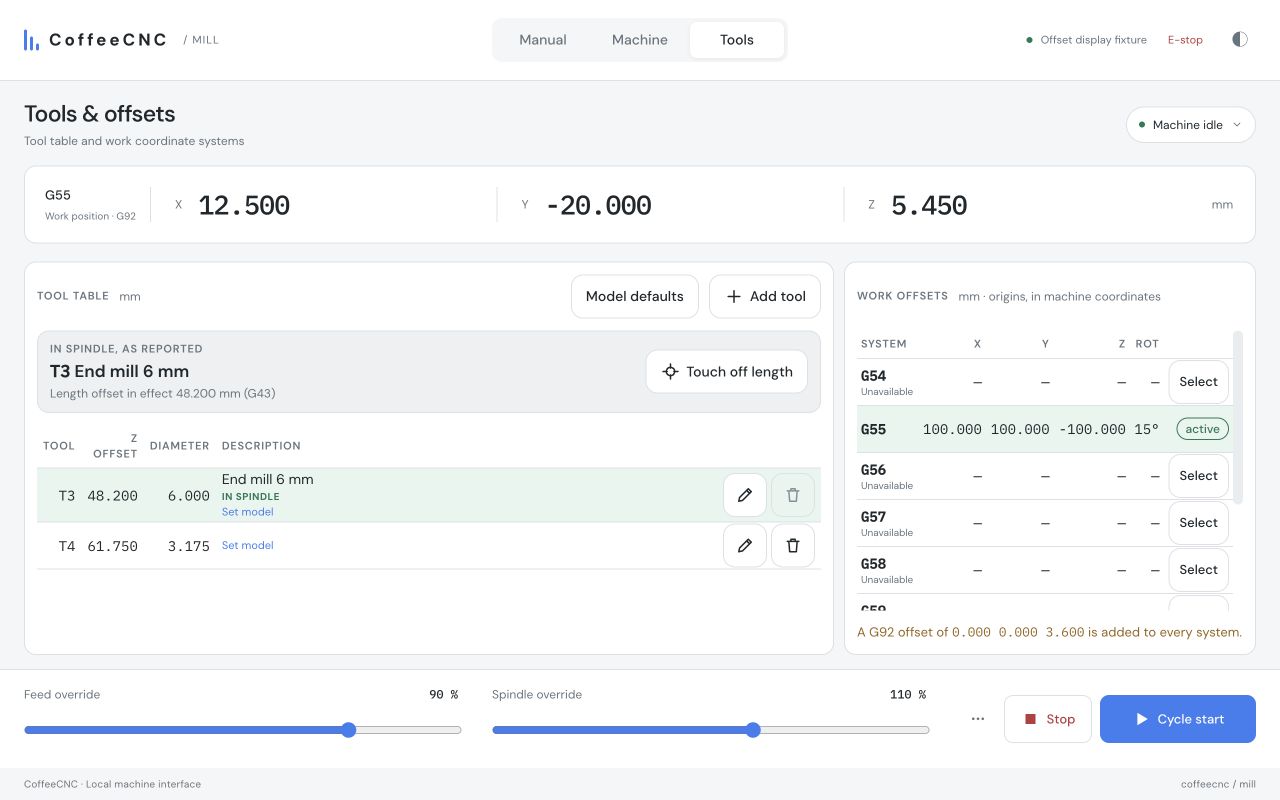 CoffeeCNC / MILL
Manual Machine Tools
Offset display fixture E-stop
Tools & offsets
Tool table and work coordinate systems
Machine idle
G55
Work position · G92
X 12.500 Y -20.000 Z 5.450 mm
TOOL TABLE mm
Model defaults
Add tool
IN SPINDLE, AS REPORTED
T3 End mill 6 mm
Length offset in effect 48.200 mm (G43)
Touch off length
TOOL Z OFFSET DIAMETER DESCRIPTION
T3 48.200 6.000 End mill 6 mm
IN SPINDLE
Set model
T4 61.750 3.175 Set model
WORK OFFSETS mm · origins, in machine coordinates
SYSTEM X Y Z ROT
G54 — — — — Select
Unavailable
G55 100.000 100.000 -100.000 15° active
G56 — — — — Select
Unavailable
G57 — — — — Select
Unavailable
G58 — — — — Select
Unavailable
G59
A G92 offset of 0.000 0.000 3.600 is added to every system.
Feed override 90 %
Spindle override 110 %
Stop
Cycle start
CoffeeCNC · Local machine interface
coffeecnc / mill